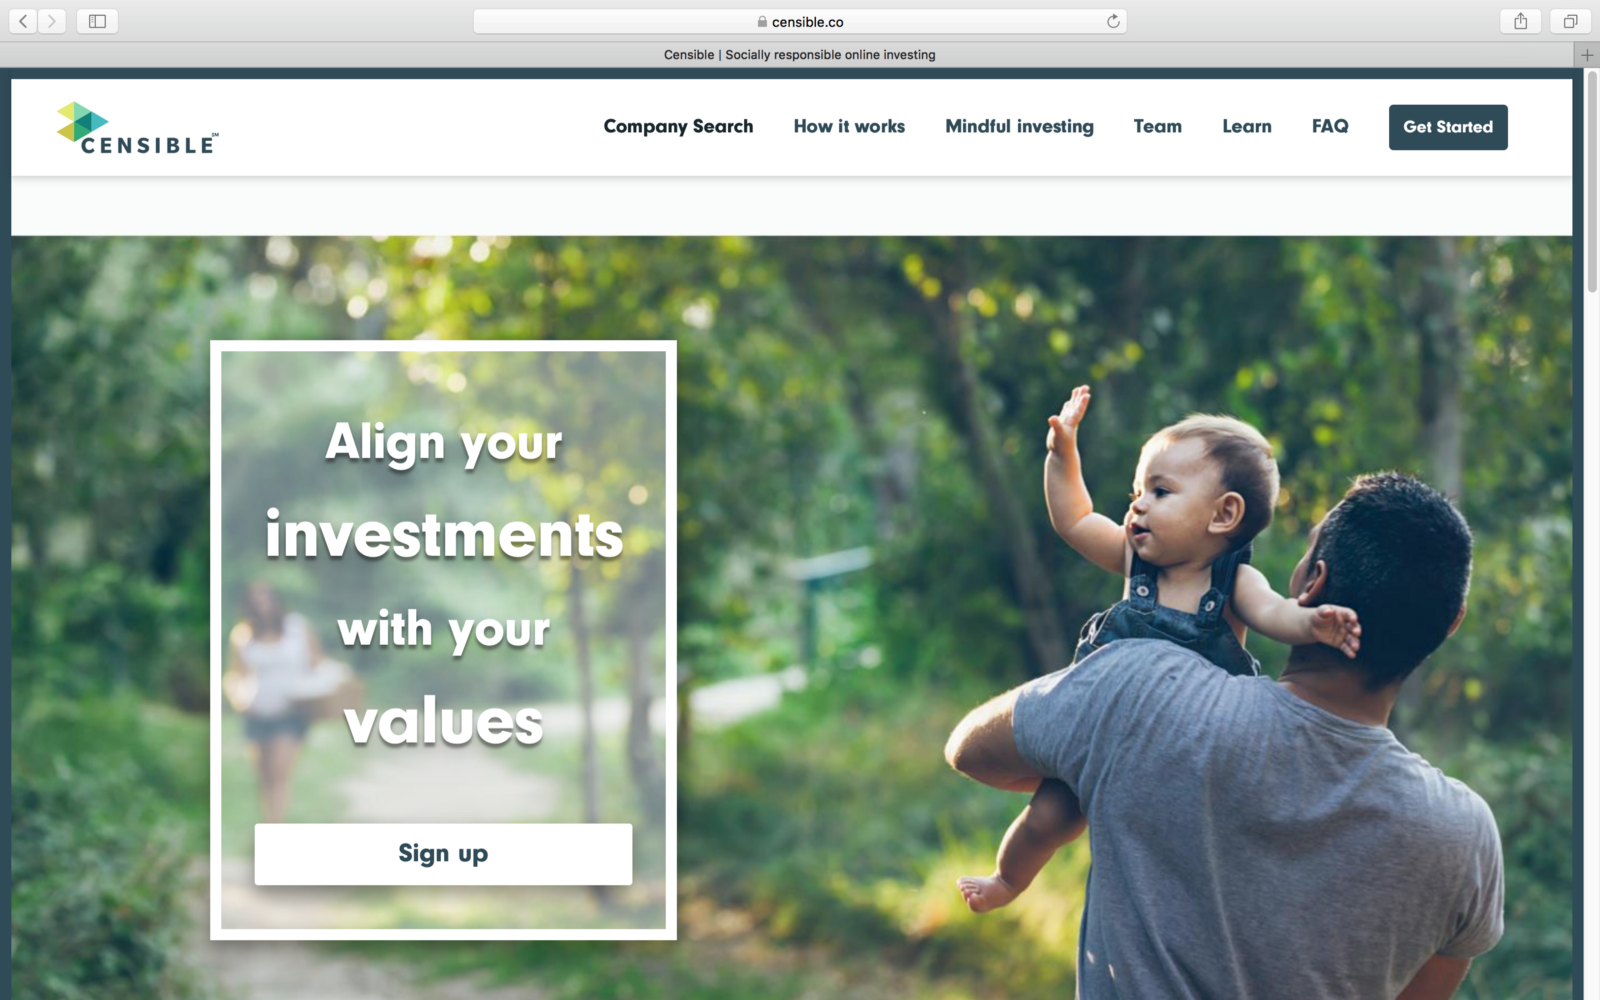 censible.co
Censible | Socially responsible online investing
CENSIBLE℠
Company Search
How it works
Mindful investing
Team
Learn
FAQ
Get Started
Align your
investments
with your
values
Sign up